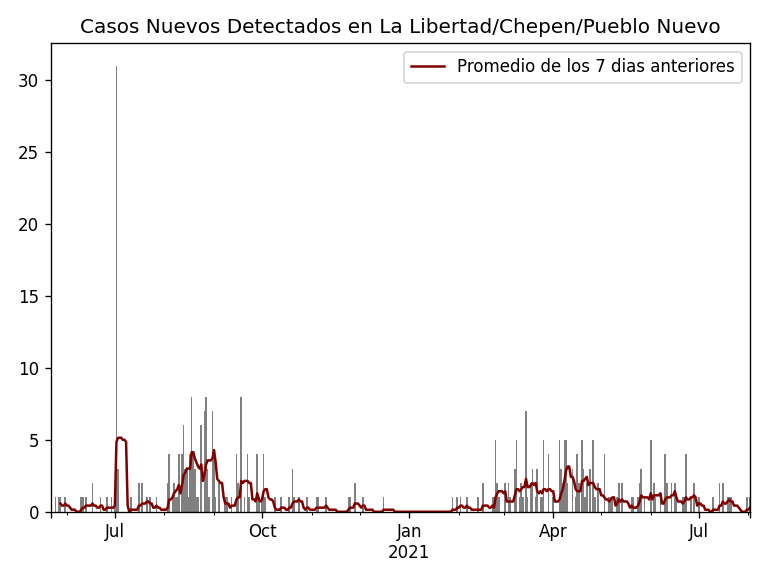 Casos Nuevos Detectados en La Libertad/Chepen/Pueblo Nuevo
Promedio de los 7 dias anteriores
30
25
20
15
10
5
0
Jul Oct Jan Apr Jul
2021